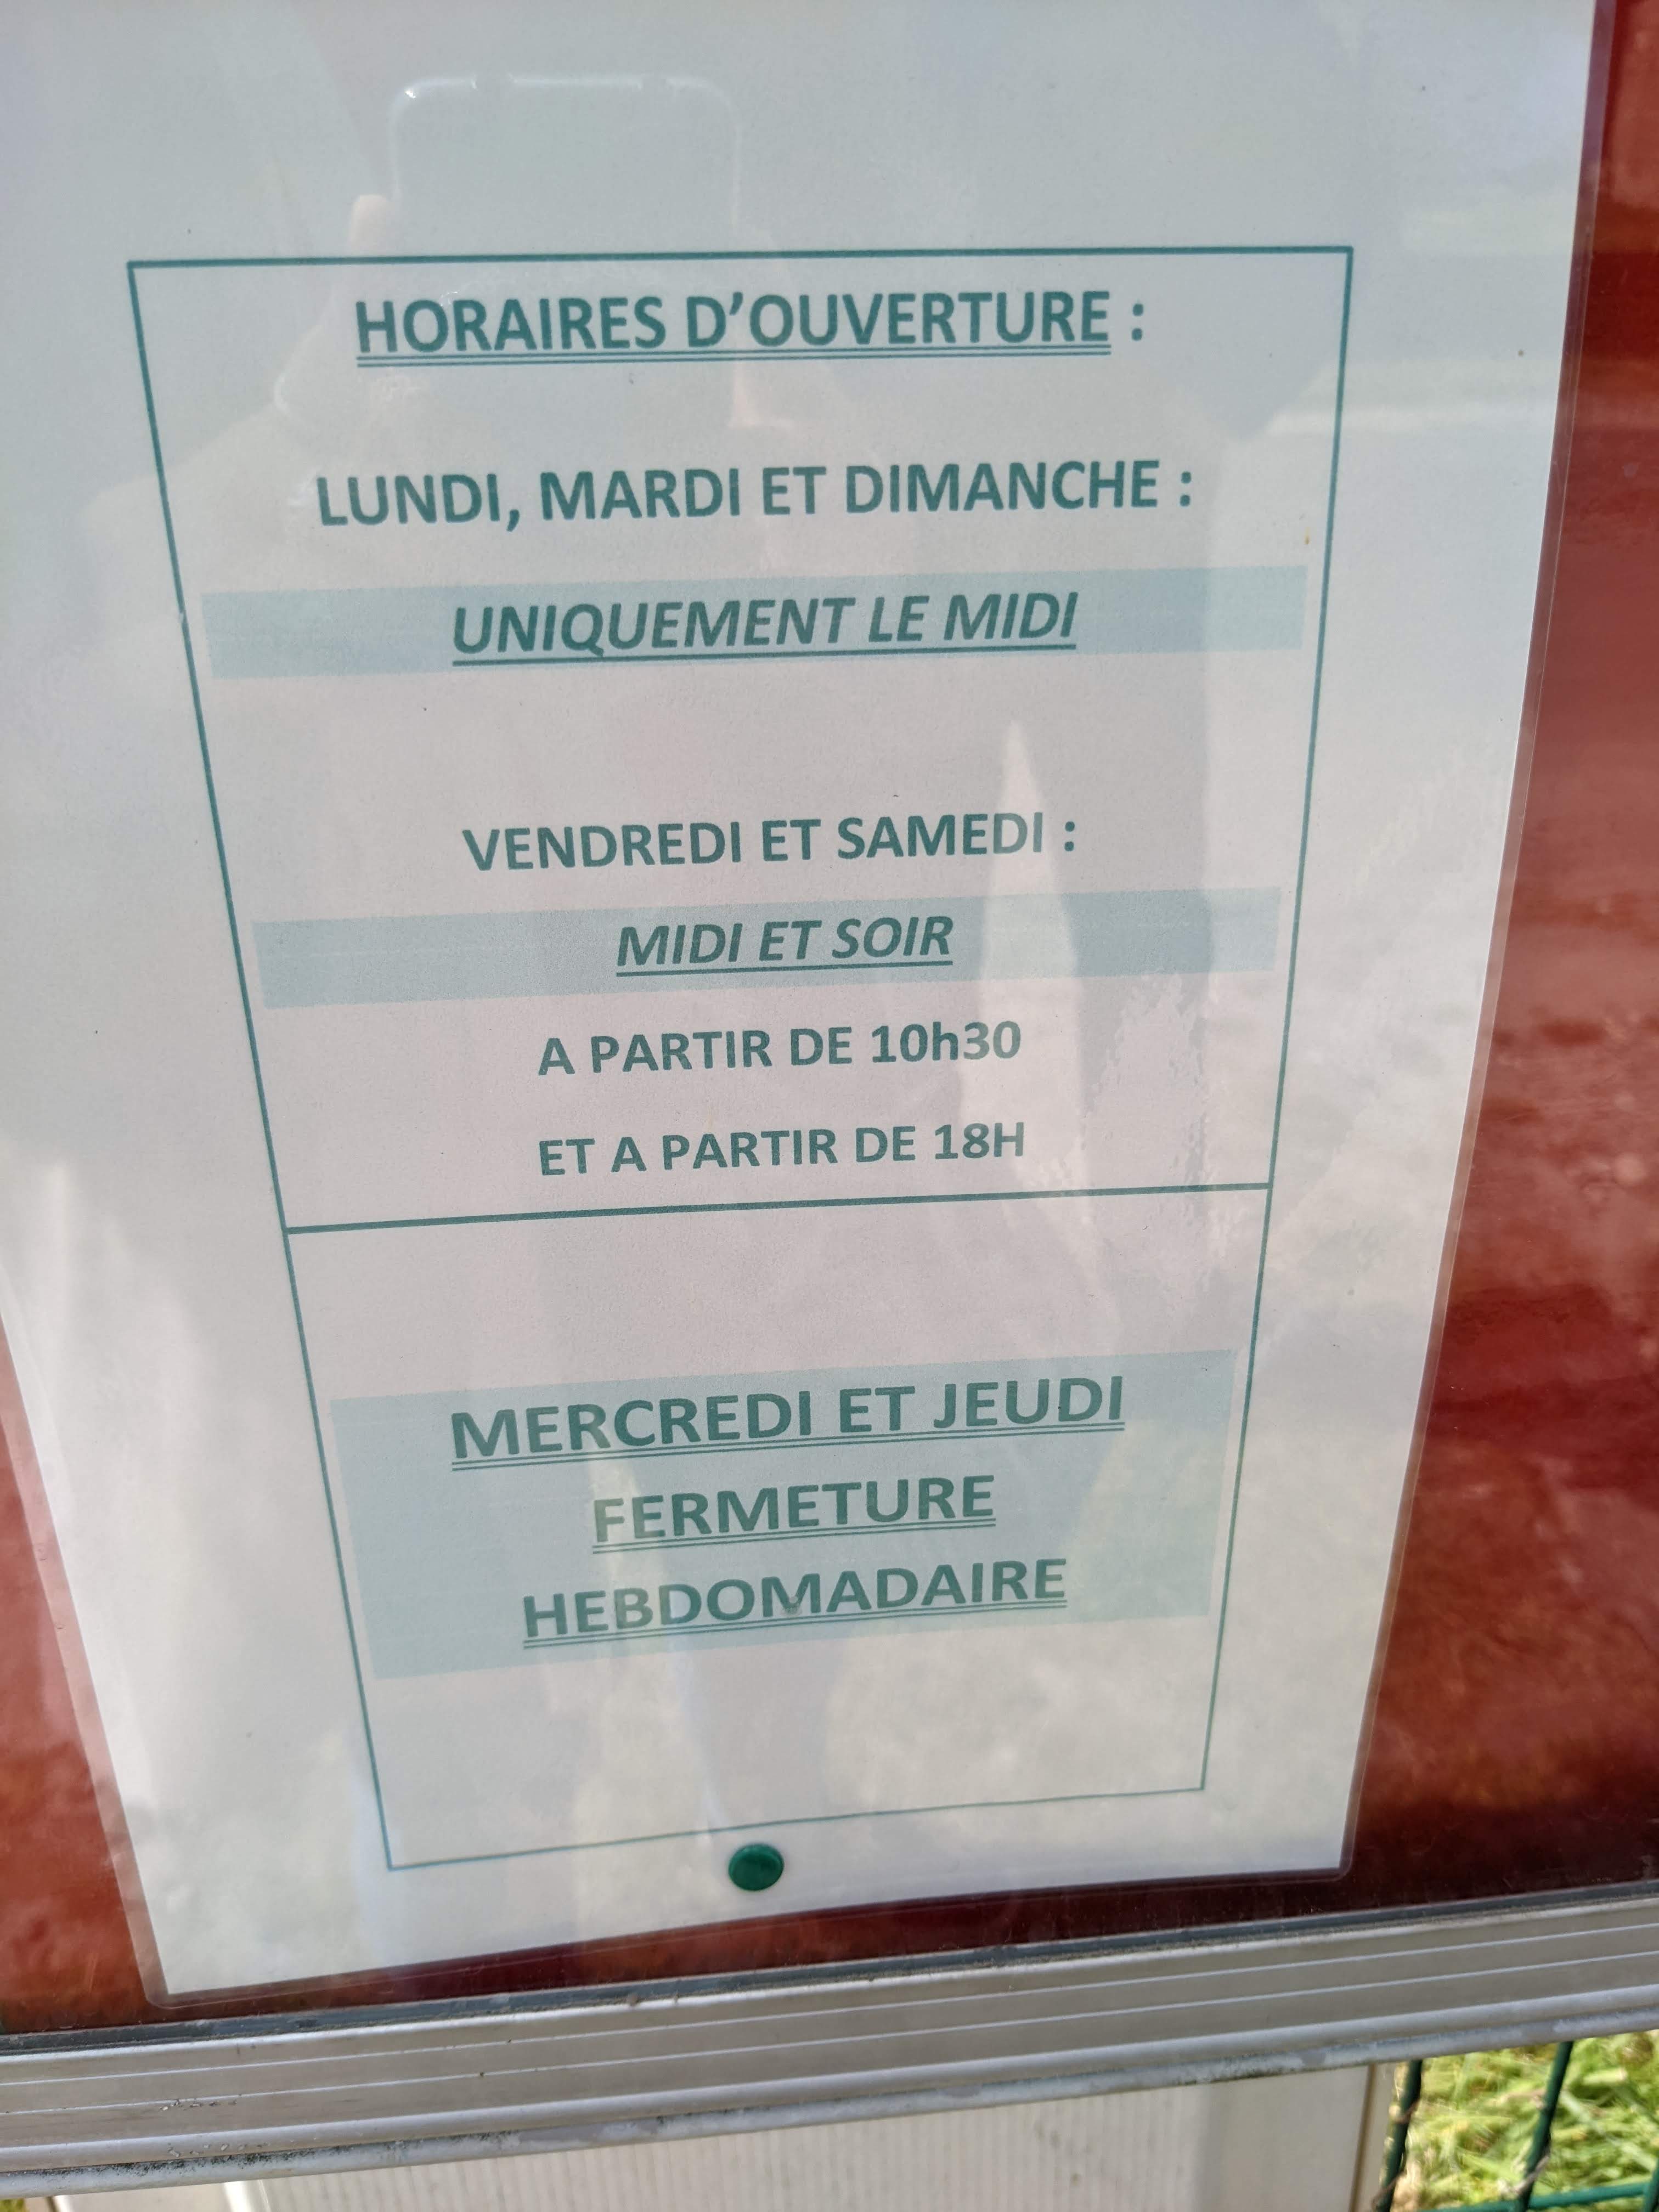 HORAIRES D'OUVERTURE :
LUNDI, MARDI ET DIMANCHE :
UNIQUEMENT LE MIDI
VENDREDI ET SAMEDI :
MIDI ET SOIR
A PARTIR DE 10h30
ET A PARTIR DE 18H
MERCREDI ET JEUDI
FERMETURE
HEBDOMADAIRE